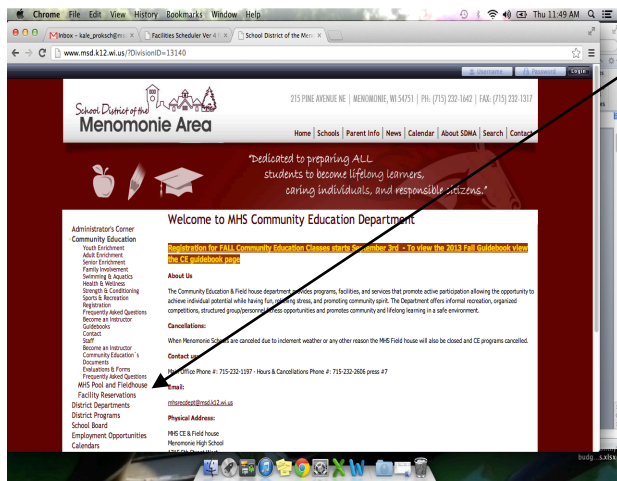 Chrome File Edit View History Bookmarks Window Help Thu 11:49 AM
Inbox – kale_proksch@ms Facilities Scheduler Ver 4 School District of the Meno
www.msd.k12.wi.us/?DivisionID=13140
Username Password Login
School District of the
Menomonie Area
215 PINE AVENUE NE | MENOMONIE, WI 54751 | PH: (715) 232-1642 | FAX: (715) 232-1317
Home | Schools | Parent Info | News | Calendar | About SDMA | Search | Contact
"Dedicated to preparing ALL
students to become lifelong learners,
caring individuals, and responsible citizens."
Administrator's Corner
Community Education
Youth Enrichment
Adult Enrichment
Senior Enrichment
Family Involvement
Swimming & Aquatics
Health & Wellness
Strength & Conditioning
Sports & Recreation
Registration
Frequently Asked Questions
Become an Instructor
Guidebooks
Contact
Staff
Become an Instructor
Community Education`s
Documents
Evaluations & Forms
Frequently Asked Questions
MHS Pool and Fieldhouse
Facility Reservations
District Departments
District Programs
School Board
Employment Opportunities
Calendars
Welcome to MHS Community Education Department
Registration for FALL Community Education Classes starts September 3rd - To view the 2013 Fall Guidebook view
the CE guidebook page
About Us
The Community Education & Field house department provides programs, facilities, and services that promote active participation allowing the opportunity to
achieve individual potential while having fun, relieving stress, and promoting community spirit. The Department offers informal recreation, organized
competitions, structured group/personal fitness opportunities and promotes community and lifelong learning in a safe environment.
Cancellations:
When Menomonie Schools are canceled due to inclement weather or any other reason the MHS Field house will also be closed and CE programs cancelled.
Contact us:
Main Office Phone #: 715-232-1197 - Hours & Cancellations Phone #: 715-232-2606 press #7
Email:
mhsrecdept@msd.k12.wi.us
Physical Address:
MHS CE & Field house
Menomonie High School
1715 5th Street West
budg...s.xlsx